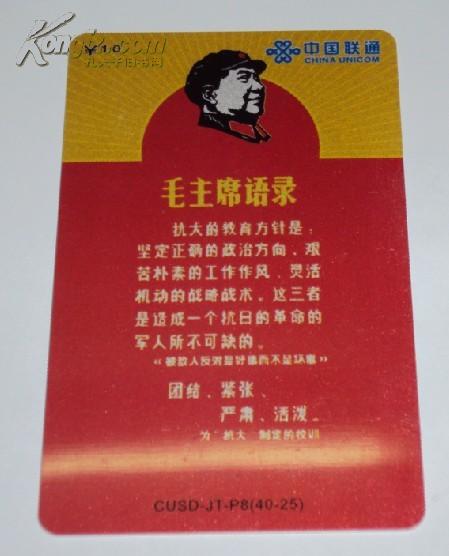 ¥10
Kongfz.com
孔夫子旧书网
中国联通
CHINA UNICOM
毛主席语录
抗大的教育方针是：
坚定正确的政治方向、艰
苦朴素的工作作风、灵活
机动的战略战术。这三者
是造成一个抗日的革命的
军人所不可缺的。
《被敌人反对是好事而不是坏事》
团结、紧张、
严肃、活泼。
为“抗大”制定的校训
CUSD-JT-P8(40-25)